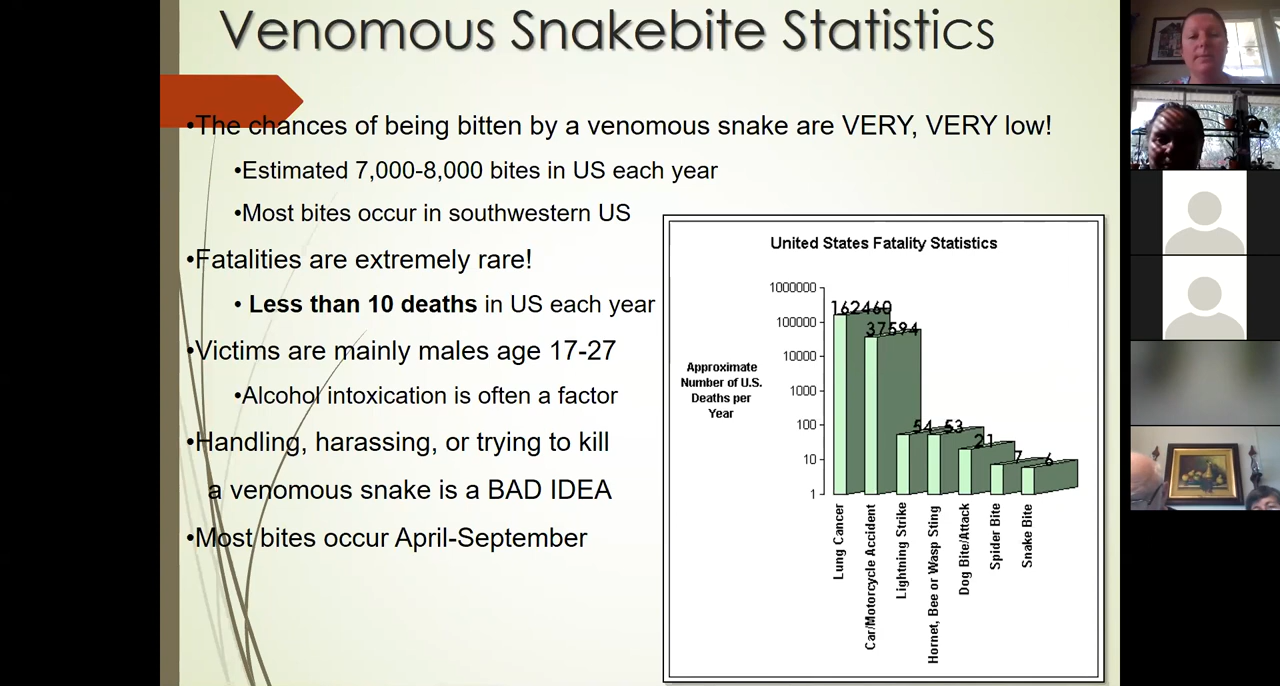 Venomous Snakebite Statistics
•The chances of being bitten by a venomous snake are VERY, VERY low!
•Estimated 7,000-8,000 bites in US each year
•Most bites occur in southwestern US
•Fatalities are extremely rare!
• Less than 10 deaths in US each year
•Victims are mainly males age 17-27
•Alcohol intoxication is often a factor
•Handling, harassing, or trying to kill
a venomous snake is a BAD IDEA
•Most bites occur April-September
United States Fatality Statistics
Approximate
Number of U.S.
Deaths per
Year
1000000
100000
10000
1000
100
10
1
162460
37594
54
53
21
7
6
Lung Cancer
Car/Motorcycle Accident
Lightning Strike
Hornet, Bee or Wasp Sting
Dog Bite/Attack
Spider Bite
Snake Bite